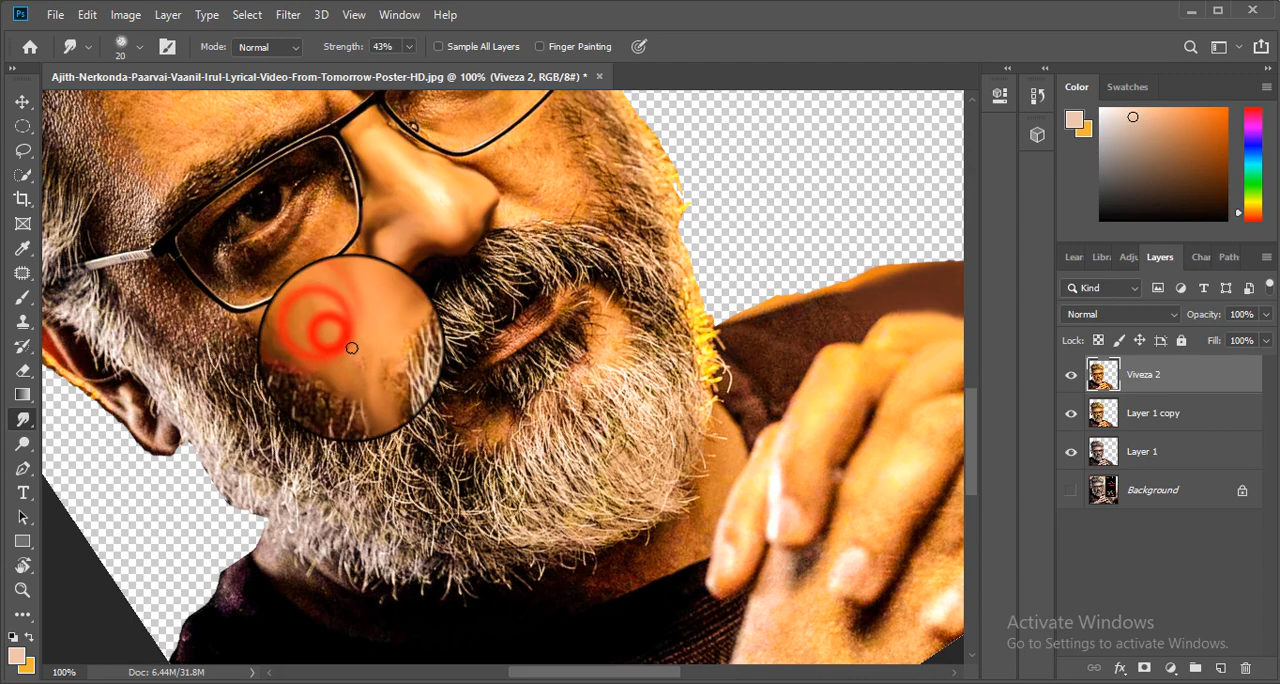 Ps File Edit Image Layer Type Select Filter 3D View Window Help
20 Mode: Normal Strength: 43% Sample All Layers Finger Painting
Ajith-Nerkonda-Paarvai-Vaanil-Irul-Lyrical-Video-From-Tomorrow-Poster-HD.jpg @ 100% (Viveza 2, RGB/8#) *
Color Swatches
Lear Libra Adju Layers Char Path
Kind
Normal Opacity: 100%
Lock: Fill: 100%
Viveza 2
Layer 1 copy
Layer 1
Background
Activate Windows
Go to Settings to activate Windows.
100% Doc: 6.44M/31.8M